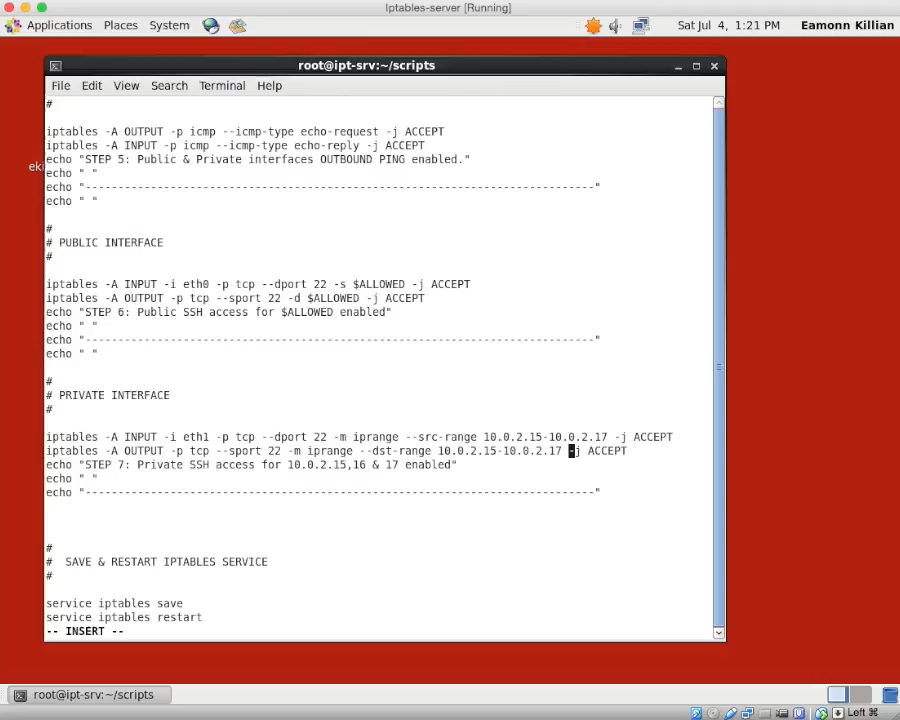 Iptables-server [Running]
Applications Places System Sat Jul 4, 1:21 PM Eamonn Killian
root@ipt-srv:~/scripts
File Edit View Search Terminal Help
#
iptables -A OUTPUT -p icmp --icmp-type echo-request -j ACCEPT
iptables -A INPUT -p icmp --icmp-type echo-reply -j ACCEPT
echo "STEP 5: Public & Private interfaces OUTBOUND PING enabled."
echo " "
echo "------------------------------------------------------------------------------"
echo " "
#
# PUBLIC INTERFACE
#
iptables -A INPUT -i eth0 -p tcp --dport 22 -s $ALLOWED -j ACCEPT
iptables -A OUTPUT -p tcp --sport 22 -d $ALLOWED -j ACCEPT
echo "STEP 6: Public SSH access for $ALLOWED enabled"
echo " "
echo "------------------------------------------------------------------------------"
echo " "
#
# PRIVATE INTERFACE
#
iptables -A INPUT -i eth1 -p tcp --dport 22 -m iprange --src-range 10.0.2.15-10.0.2.17 -j ACCEPT
iptables -A OUTPUT -p tcp --sport 22 -m iprange --dst-range 10.0.2.15-10.0.2.17 -j ACCEPT
echo "STEP 7: Private SSH access for 10.0.2.15,16 & 17 enabled"
echo " "
echo "------------------------------------------------------------------------------"
#
#  SAVE & RESTART IPTABLES SERVICE
#
service iptables save
service iptables restart
-- INSERT --
eki
root@ipt-srv:~/scripts
Left ⌘